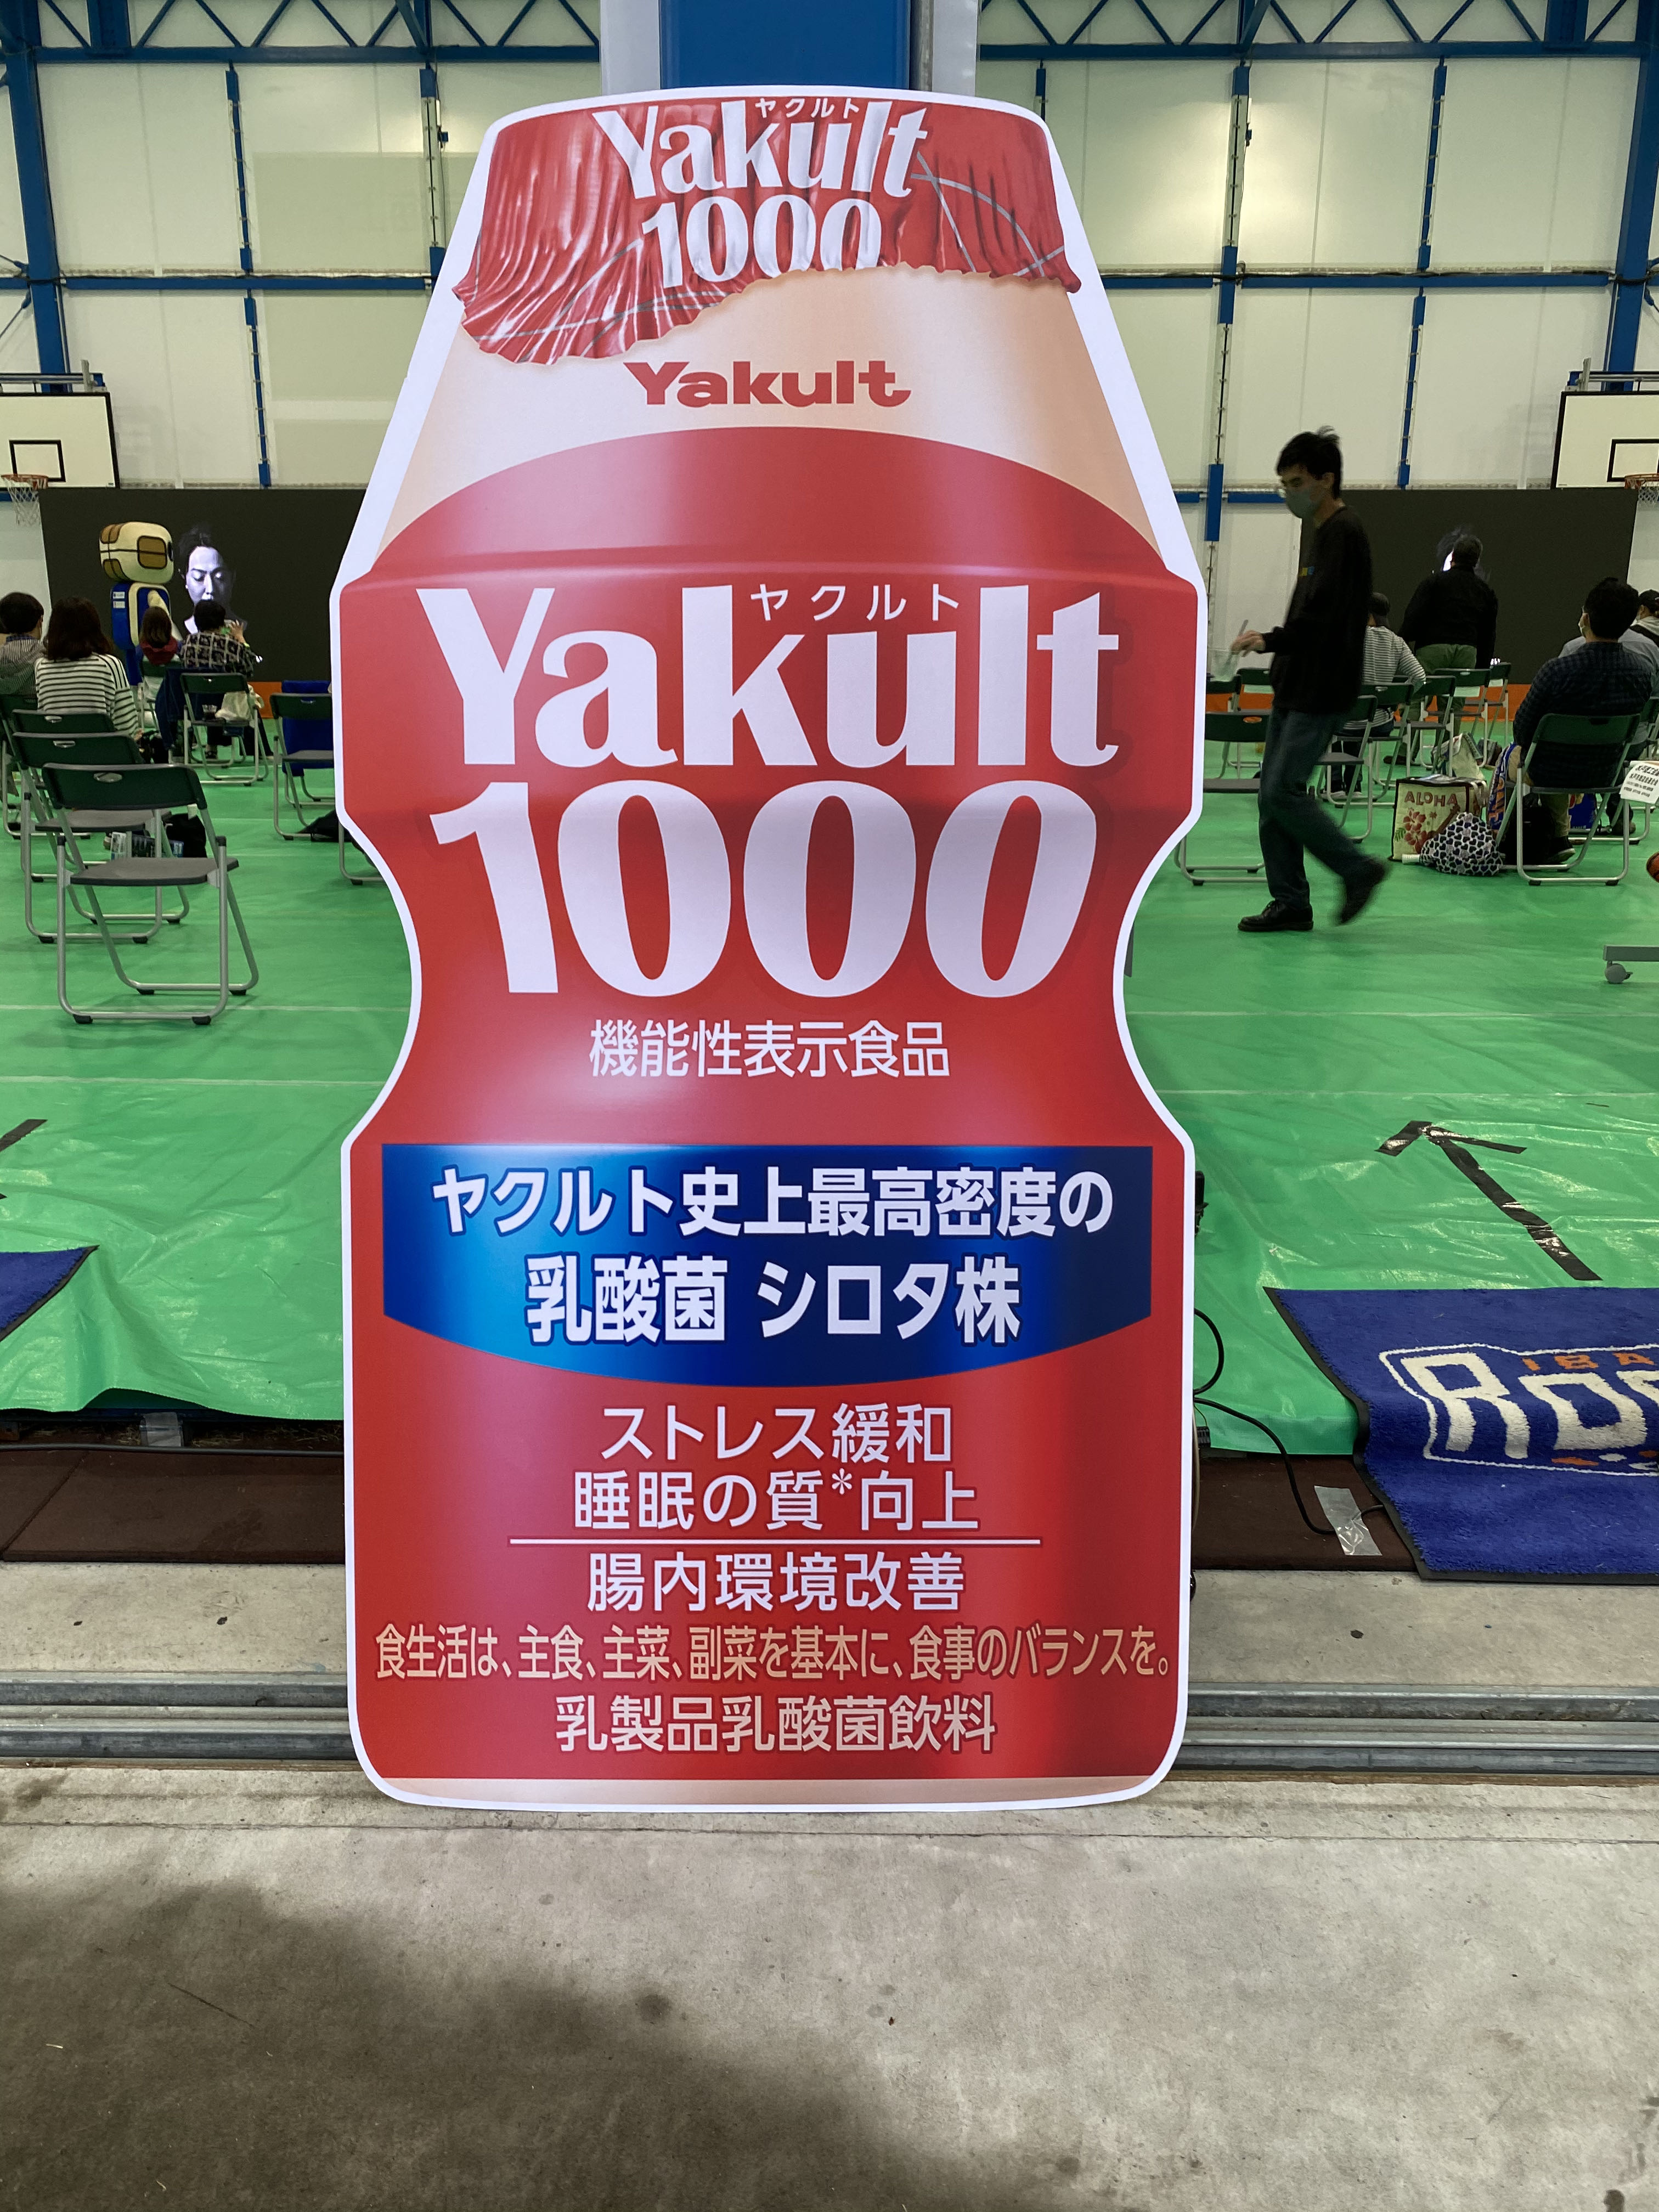 ヤクルト
Yakult
1000
Yakult
ヤクルト
Yakult
1000
機能性表示食品
ヤクルト史上最高密度の
乳酸菌 シロタ株
ストレス緩和
睡眠の質*向上
腸内環境改善
食生活は、主食、主菜、副菜を基本に、食事のバランスを。
乳製品乳酸菌飲料
ALOHA